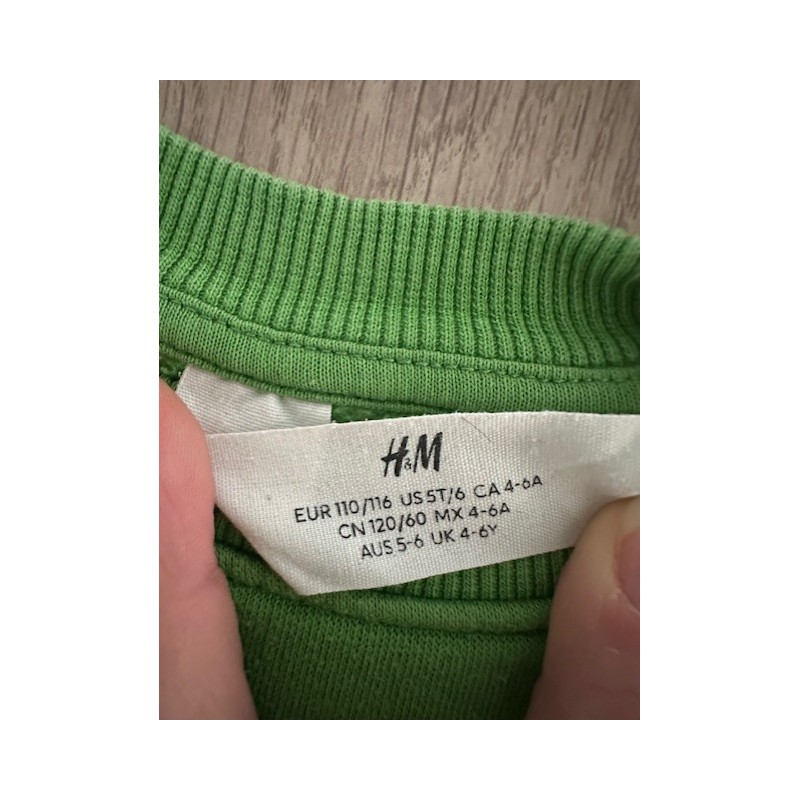 H&M
EUR 110/116 US 5T/6 CA 4-6A
CN 120/60 MX 4-6A
AUS 5-6 UK 4-6Y